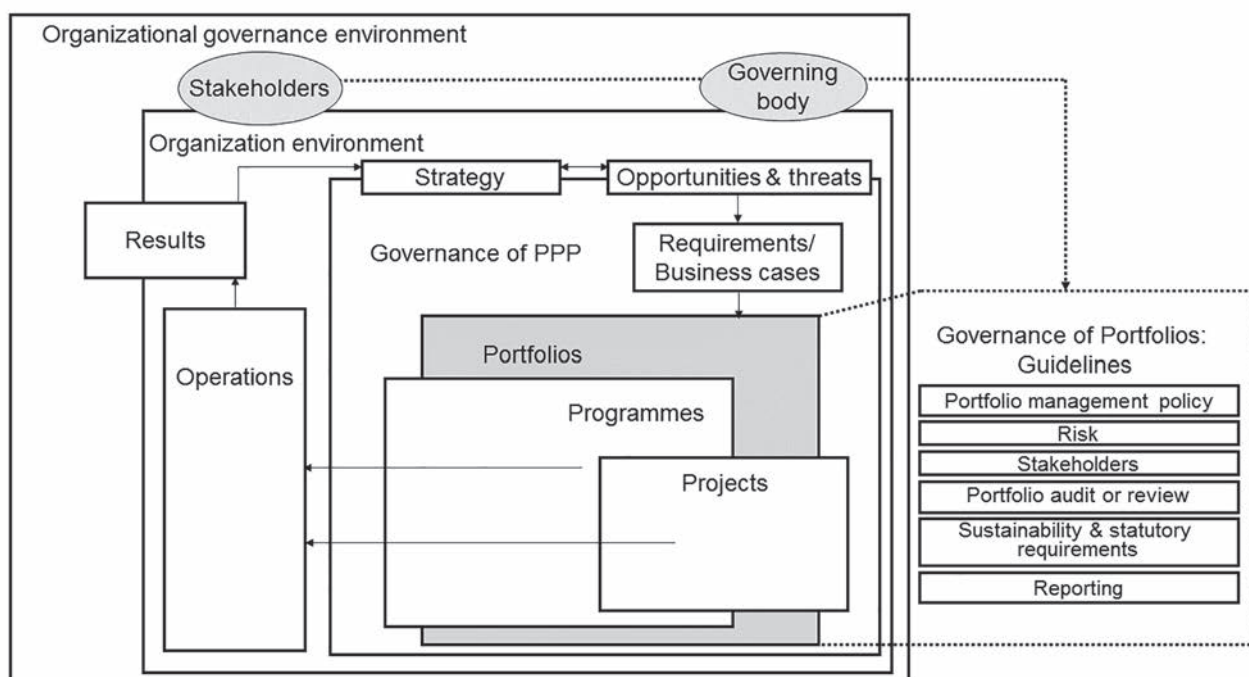 Organizational governance environment
Stakeholders
Governing
body
Organization environment
Strategy
Opportunities & threats
Results
Governance of PPP
Requirements/
Business cases
Operations
Portfolios
Programmes
Projects
Governance of Portfolios:
Guidelines
Portfolio management policy
Risk
Stakeholders
Portfolio audit or review
Sustainability & statutory
requirements
Reporting